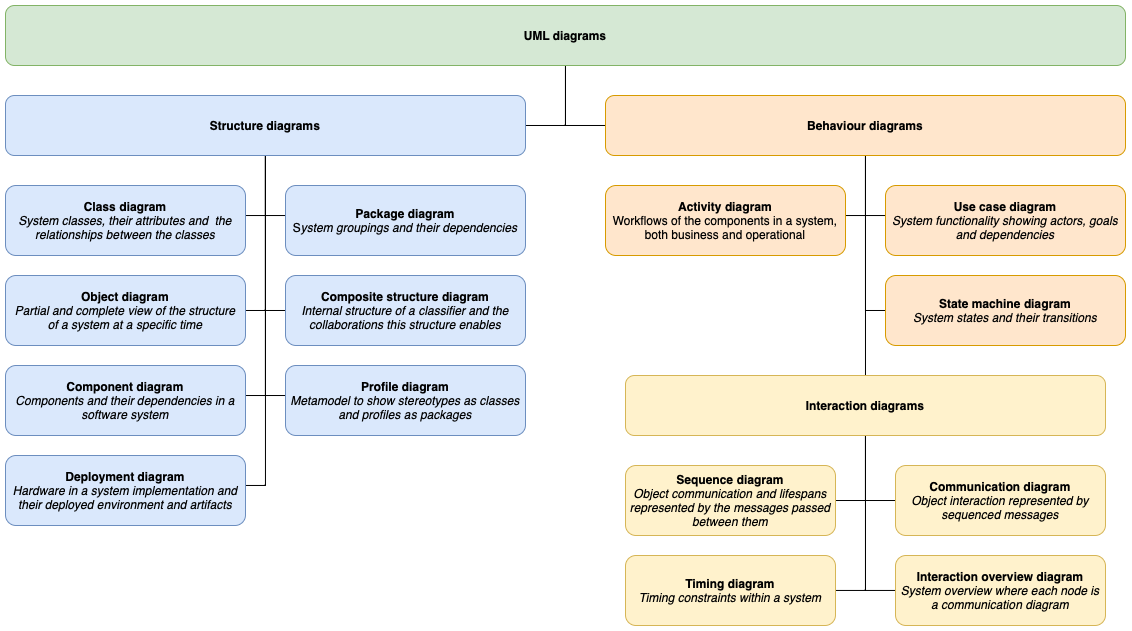 UML diagrams
Structure diagrams
Behaviour diagrams
Class diagram
System classes, their attributes and the
relationships between the classes
Package diagram
System groupings and their dependencies
Object diagram
Partial and complete view of the structure
of a system at a specific time
Composite structure diagram
Internal structure of a classifier and the
collaborations this structure enables
Component diagram
Components and their dependencies in a
software system
Profile diagram
Metamodel to show stereotypes as classes
and profiles as packages
Deployment diagram
Hardware in a system implementation and
their deployed environment and artifacts
Activity diagram
Workflows of the components in a system,
both business and operational
Use case diagram
System functionality showing actors, goals
and dependencies
State machine diagram
System states and their transitions
Interaction diagrams
Sequence diagram
Object communication and lifespans
represented by the messages passed
between them
Communication diagram
Object interaction represented by
sequenced messages
Timing diagram
Timing constraints within a system
Interaction overview diagram
System overview where each node is
a communication diagram